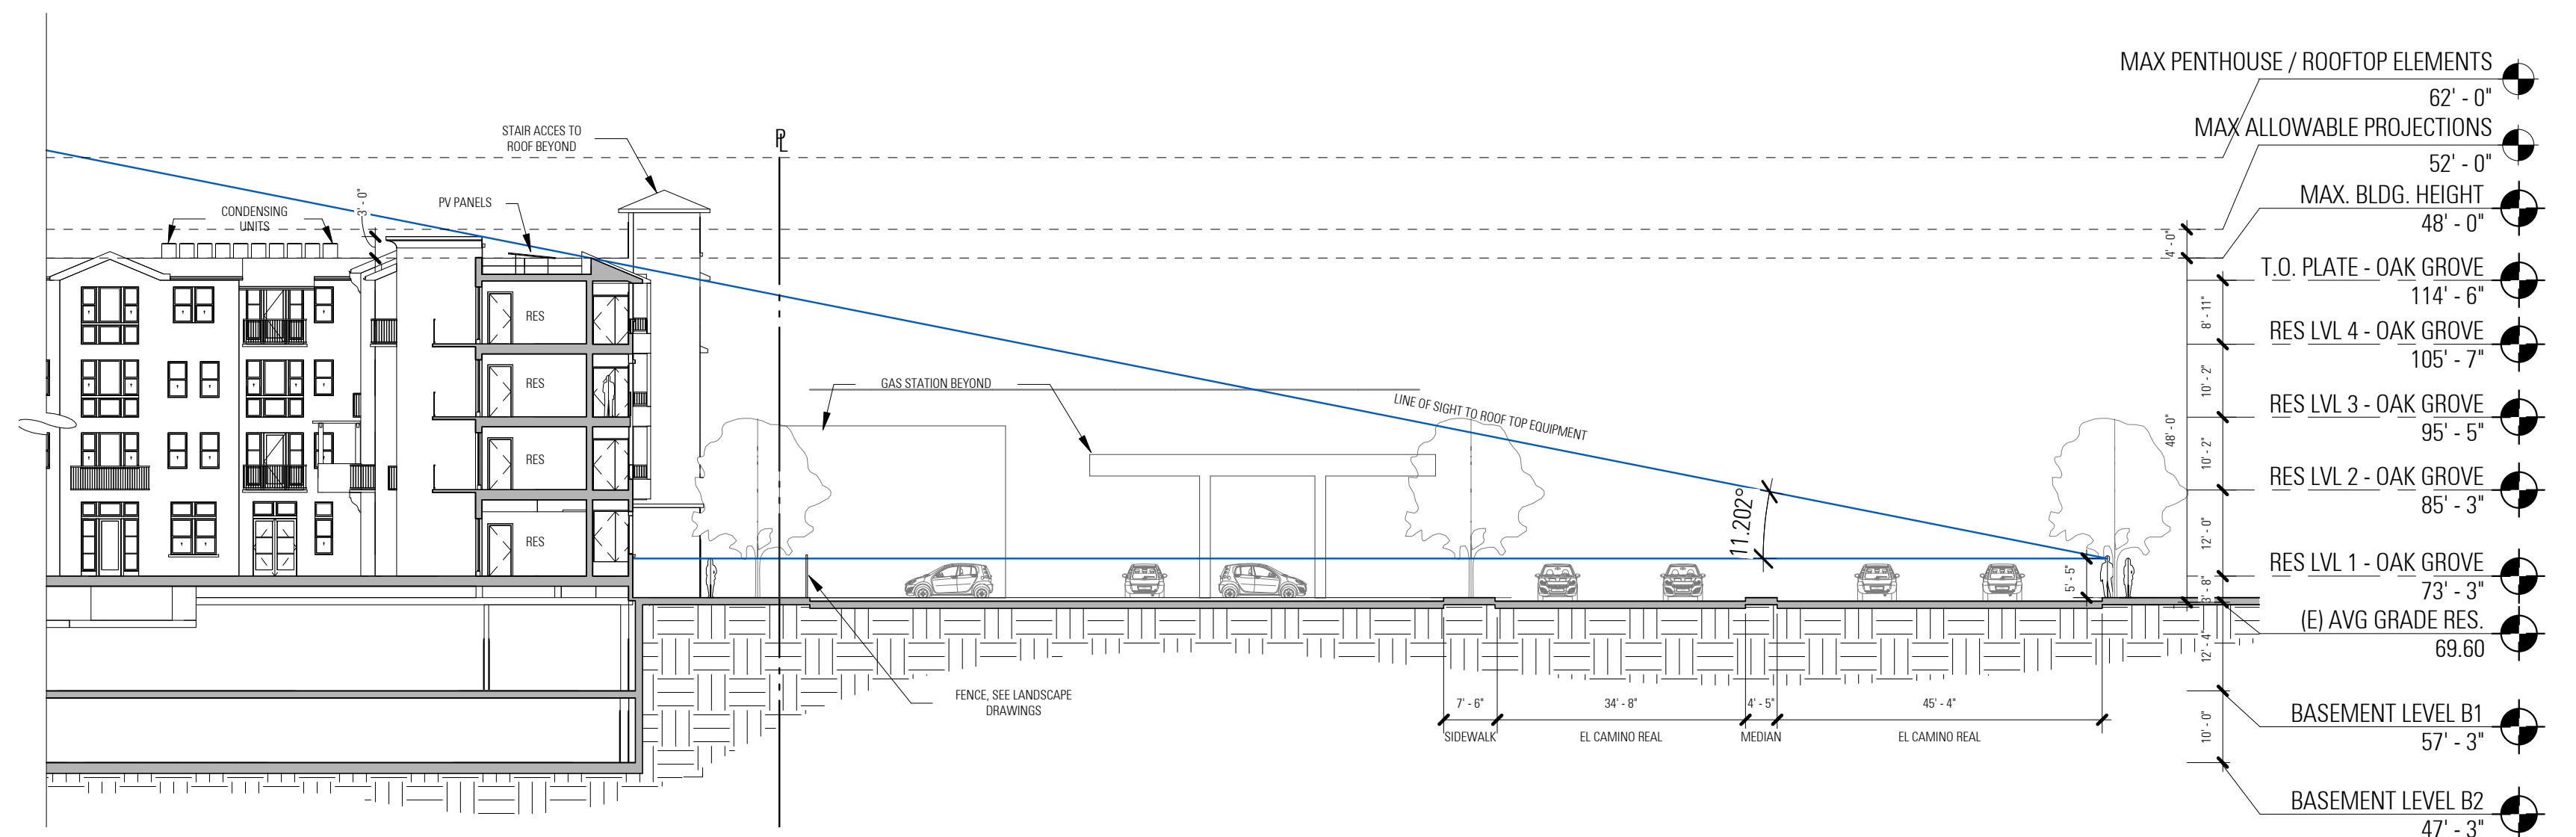 MAX PENTHOUSE / ROOFTOP ELEMENTS
62' - 0"
MAX ALLOWABLE PROJECTIONS
52' - 0"
MAX. BLDG. HEIGHT
48' - 0"
T.O. PLATE - OAK GROVE
114' - 6"
RES LVL 4 - OAK GROVE
105' - 7"
RES LVL 3 - OAK GROVE
95' - 5"
RES LVL 2 - OAK GROVE
85' - 3"
RES LVL 1 - OAK GROVE
73' - 3"
(E) AVG GRADE RES.
69.60
BASEMENT LEVEL B1
57' - 3"
BASEMENT LEVEL B2
47' - 3"
STAIR ACCES TO
ROOF BEYOND
PL
CONDENSING
UNITS
3' - 0"
PV PANELS
RES
RES
RES
RES
GAS STATION BEYOND
LINE OF SIGHT TO ROOF TOP EQUIPMENT
11.202°
5' - 5"
FENCE, SEE LANDSCAPE
DRAWINGS
7' - 6"
34' - 8"
4' - 5"
45' - 4"
SIDEWALK
EL CAMINO REAL
MEDIAN
EL CAMINO REAL
4' - 0"
48' - 0"
8' - 11"
10' - 2"
10' - 2"
12' - 0"
3' - 8"
12' - 4"
10' - 0"